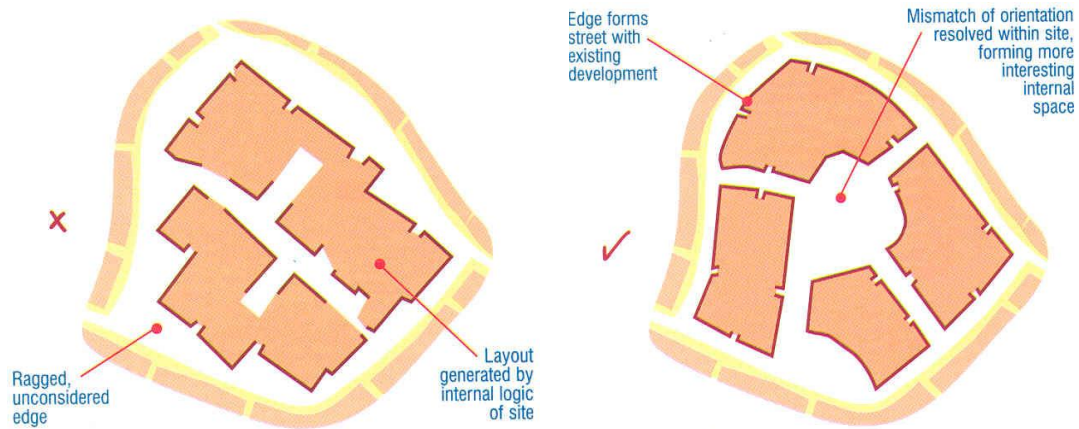 Ragged,
unconsidered
edge
Layout
generated by
internal logic
of site
Edge forms
street with
existing
development
Mismatch of orientation
resolved within site,
forming more
interesting
internal
space